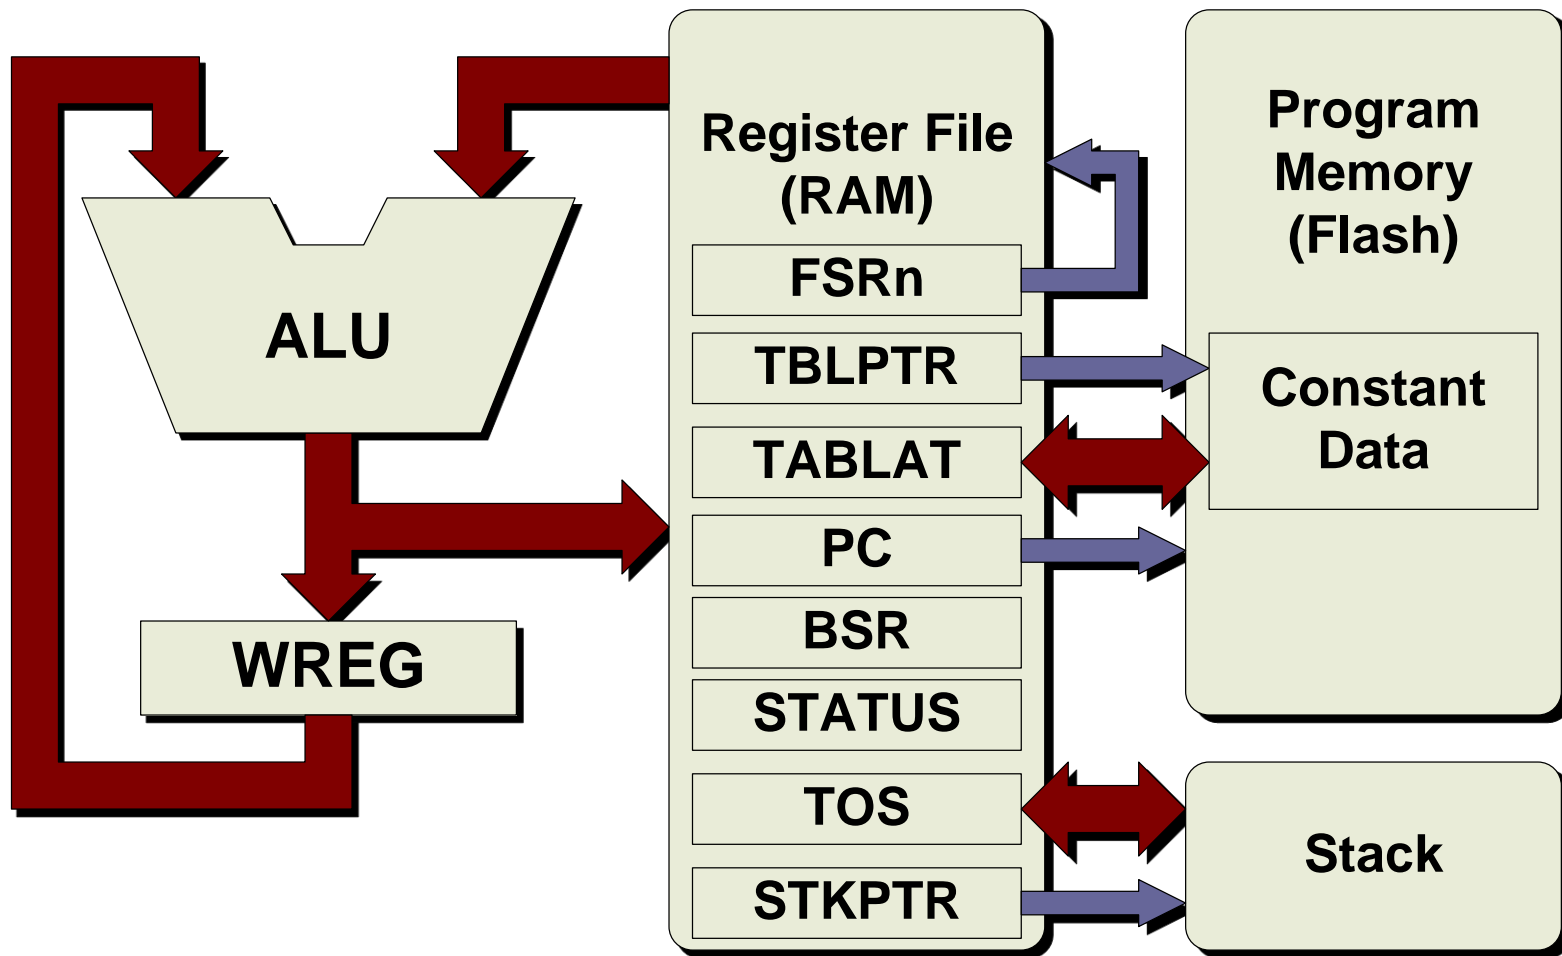 ALU
WREG
Register File
(RAM)
FSRn
TBLPTR
TABLAT
PC
BSR
STATUS
TOS
STKPTR
Program
Memory
(Flash)
Constant
Data
Stack